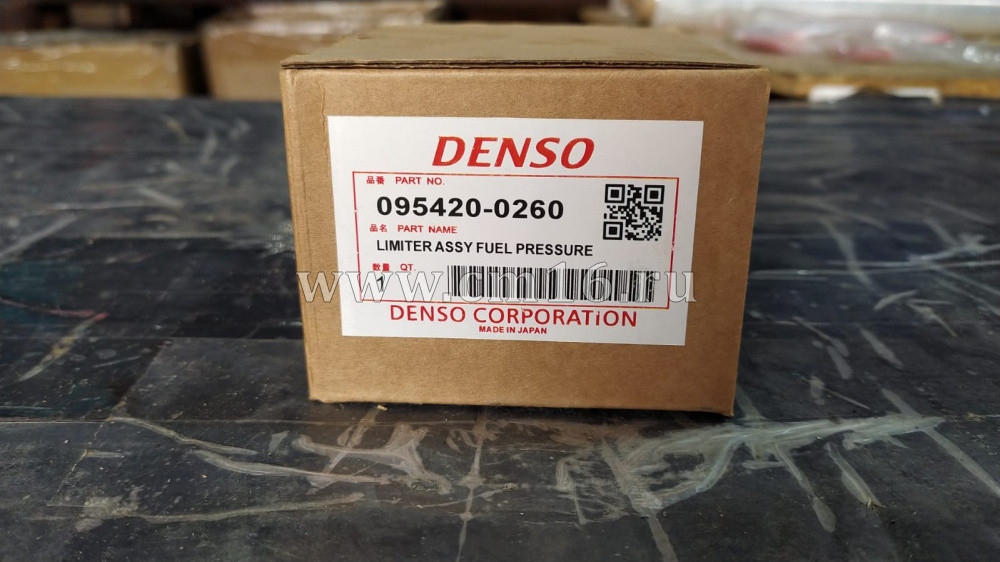 DENSO
品番 PART NO.
095420-0260
品名 PART NAME
LIMITER ASSY FUEL PRESSURE
数量 QT.
1
www.cm16.ru
DENSO CORPORATiON
MADE IN JAPAN